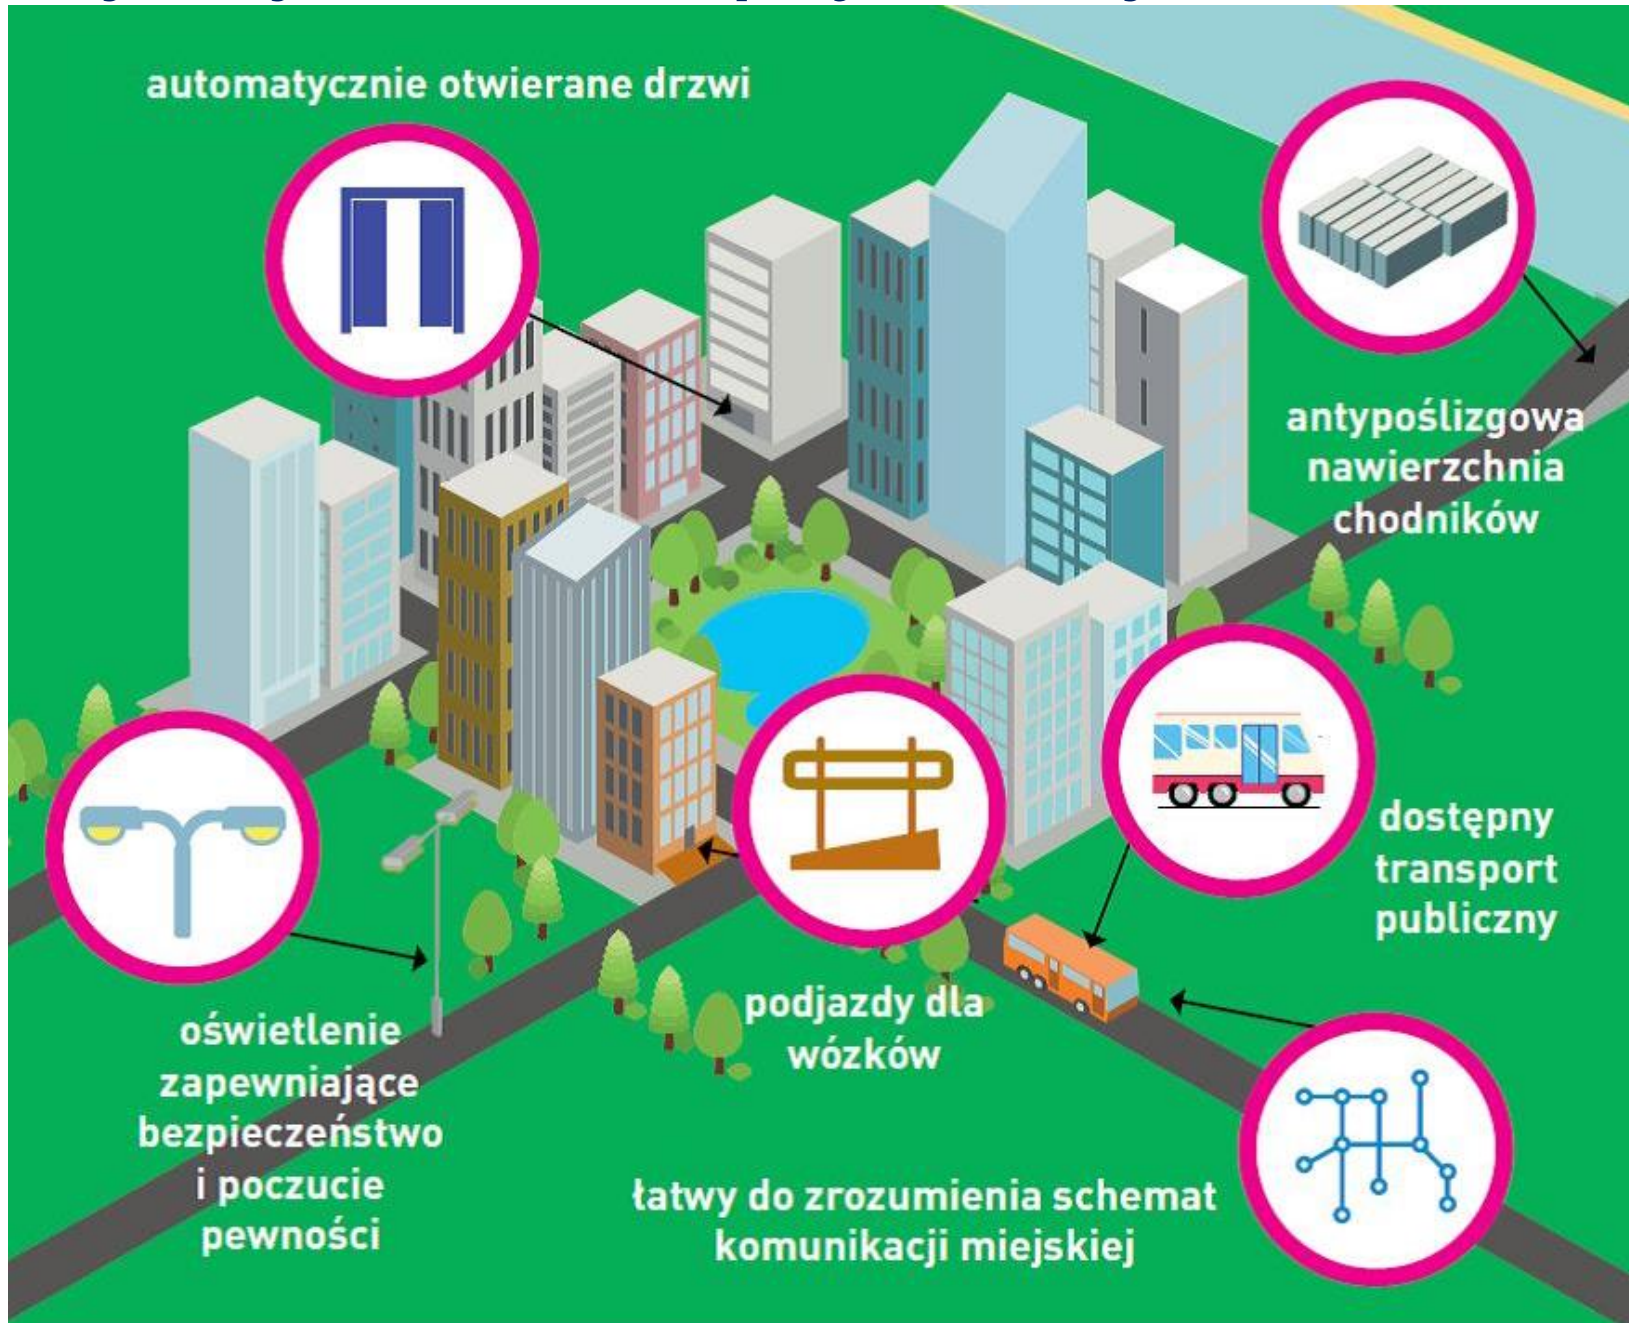 automatycznie otwierane drzwi
antypoślizgowa
nawierzchnia
chodników
dostępny
transport
publiczny
podjazdy dla
wózków
oświetlenie
zapewniające
bezpieczeństwo
i poczucie
pewności
łatwy do zrozumienia schemat
komunikacji miejskiej